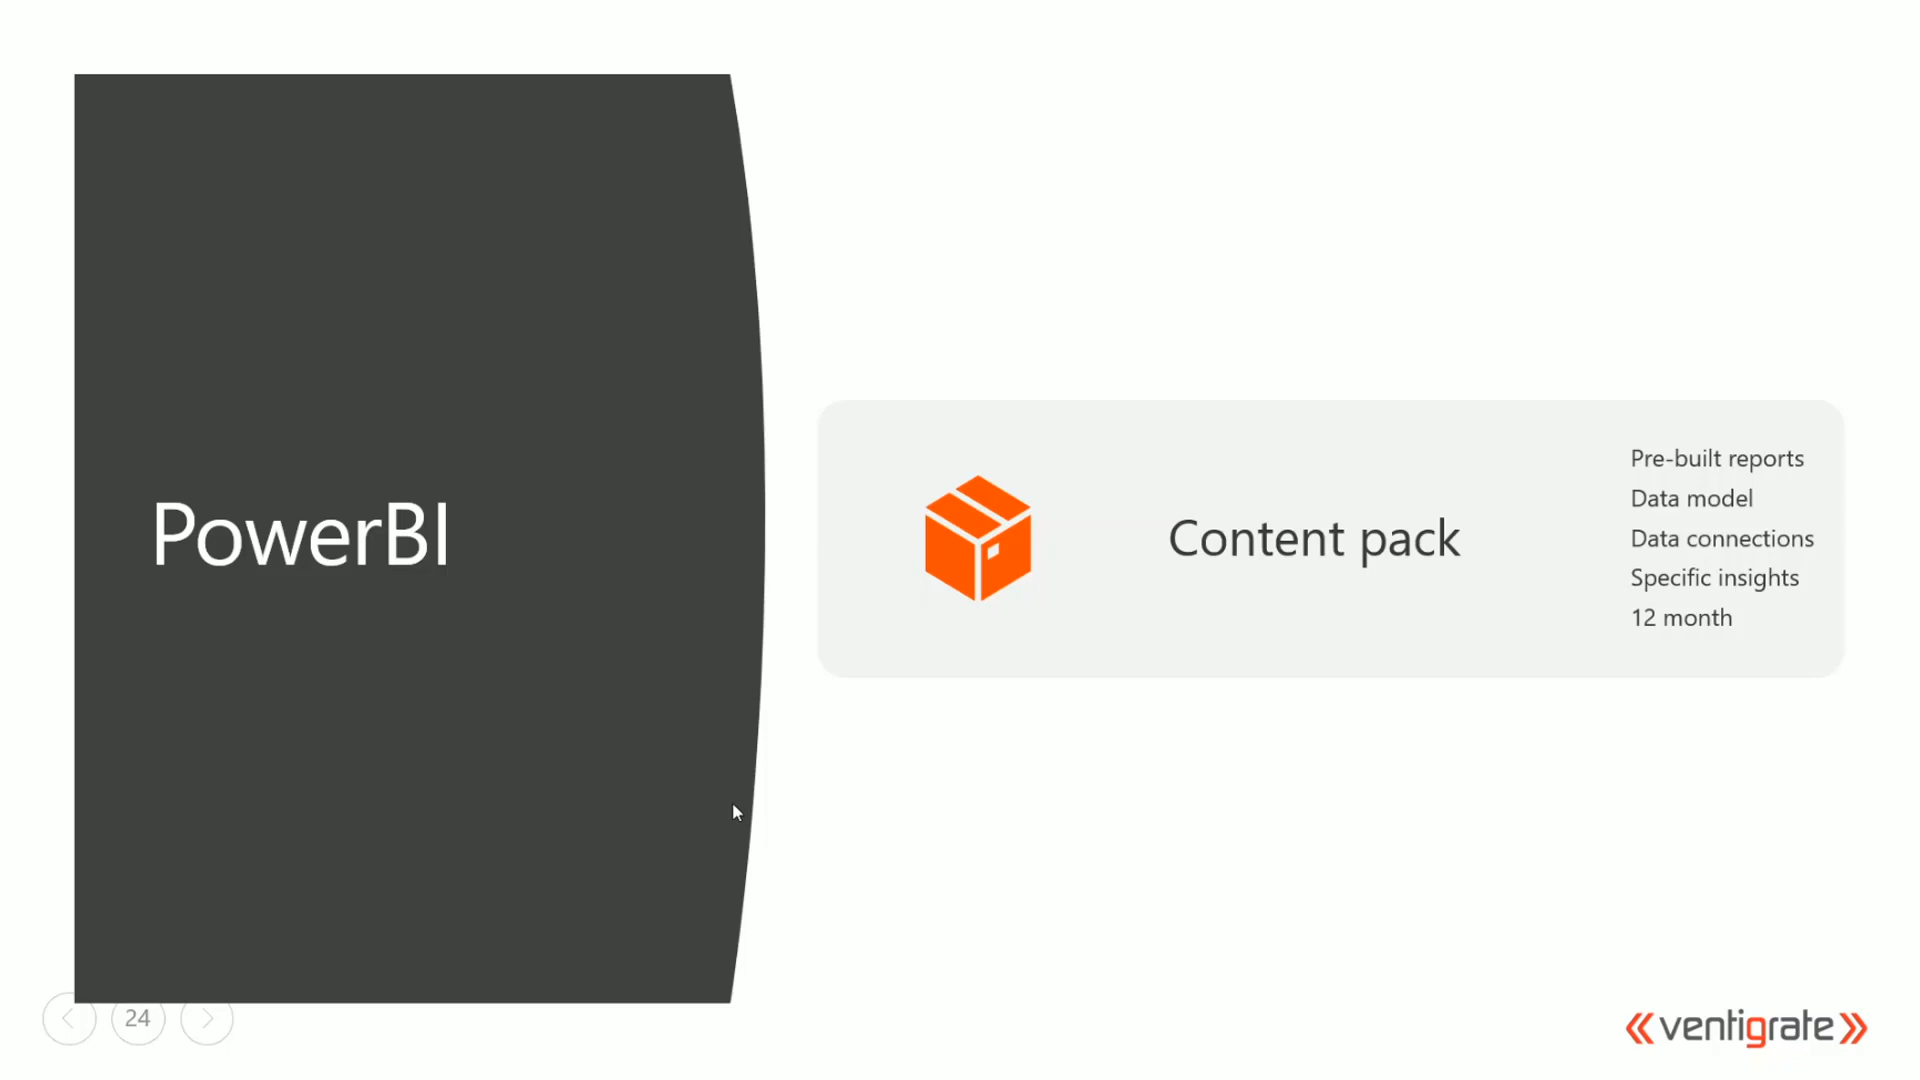 PowerBI
Content pack
Pre-built reports
Data model
Data connections
Specific insights
12 month
24
ventigrate